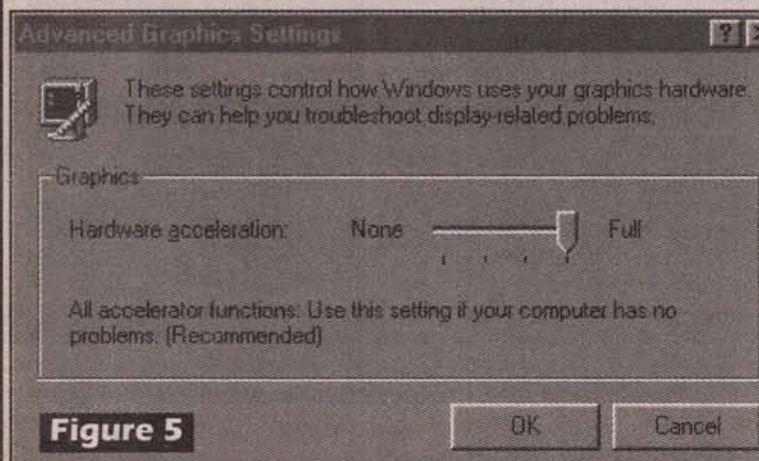 Advanced Graphics Settings
These settings control how Windows uses your graphics hardware.
They can help you troubleshoot display-related problems.
Graphics
Hardware acceleration: None Full
All accelerator functions: Use this setting if your computer has no
problems. (Recommended)
Figure 5
OK Cancel